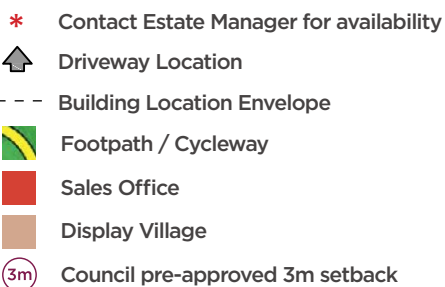 * Contact Estate Manager for availability
Driveway Location
Building Location Envelope
Footpath / Cycleway
Sales Office
Display Village
3m Council pre-approved 3m setback